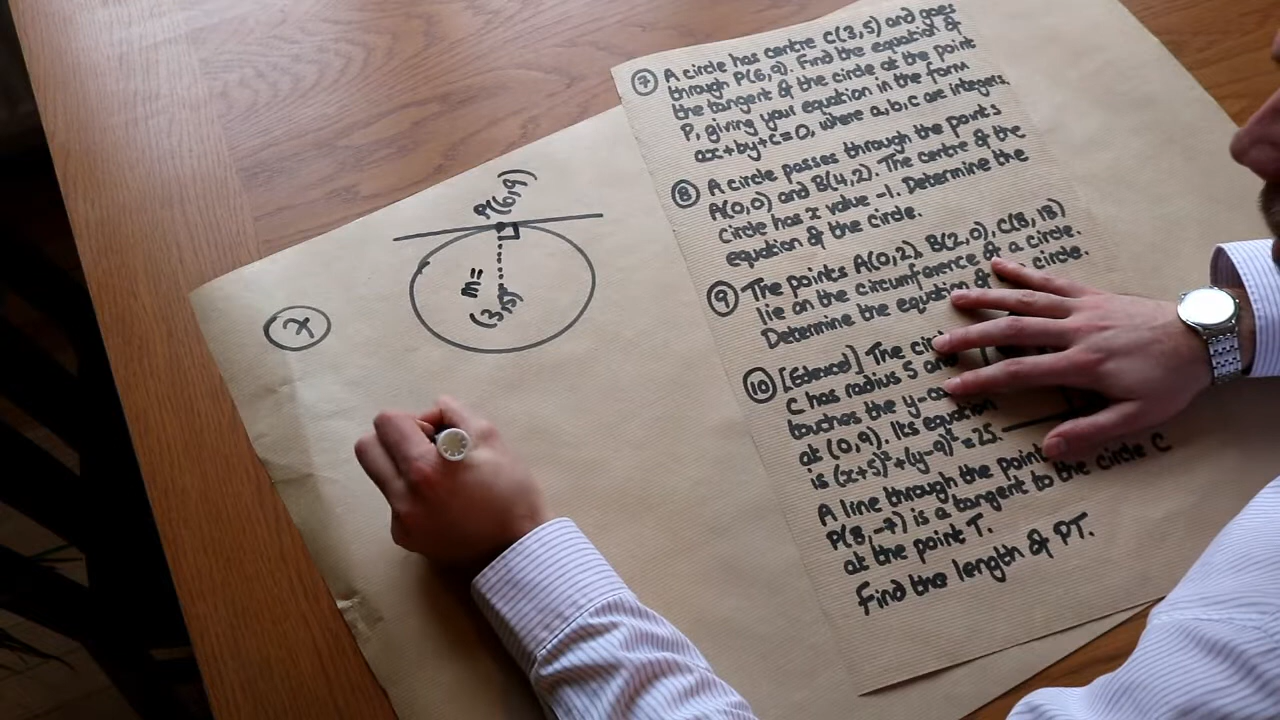 7
P(6,9)
m=
(3,5)
7 A circle has centre C(3,5) and goes
through P(6,9). Find the equation of
the tangent of the circle at the point
P, giving your equation in the form
ax+by+c=0, where a,b,c are integers.
8 A circle passes through the points
A(0,0) and B(4,2). The centre of the
circle has x value -1. Determine the
equation of the circle.
9 The points A(0,2), B(2,0), C(8,18)
lie on the circumference of a circle.
Determine the equation circle.
10 [Edexcel] The
C has radius 5
touches the
at (0,9). Its equation
is (x+5)²+(y-9)²=25.
A line through the point
P(8,-7) is a tangent to the circle C
at the point T.
Find the length of PT.